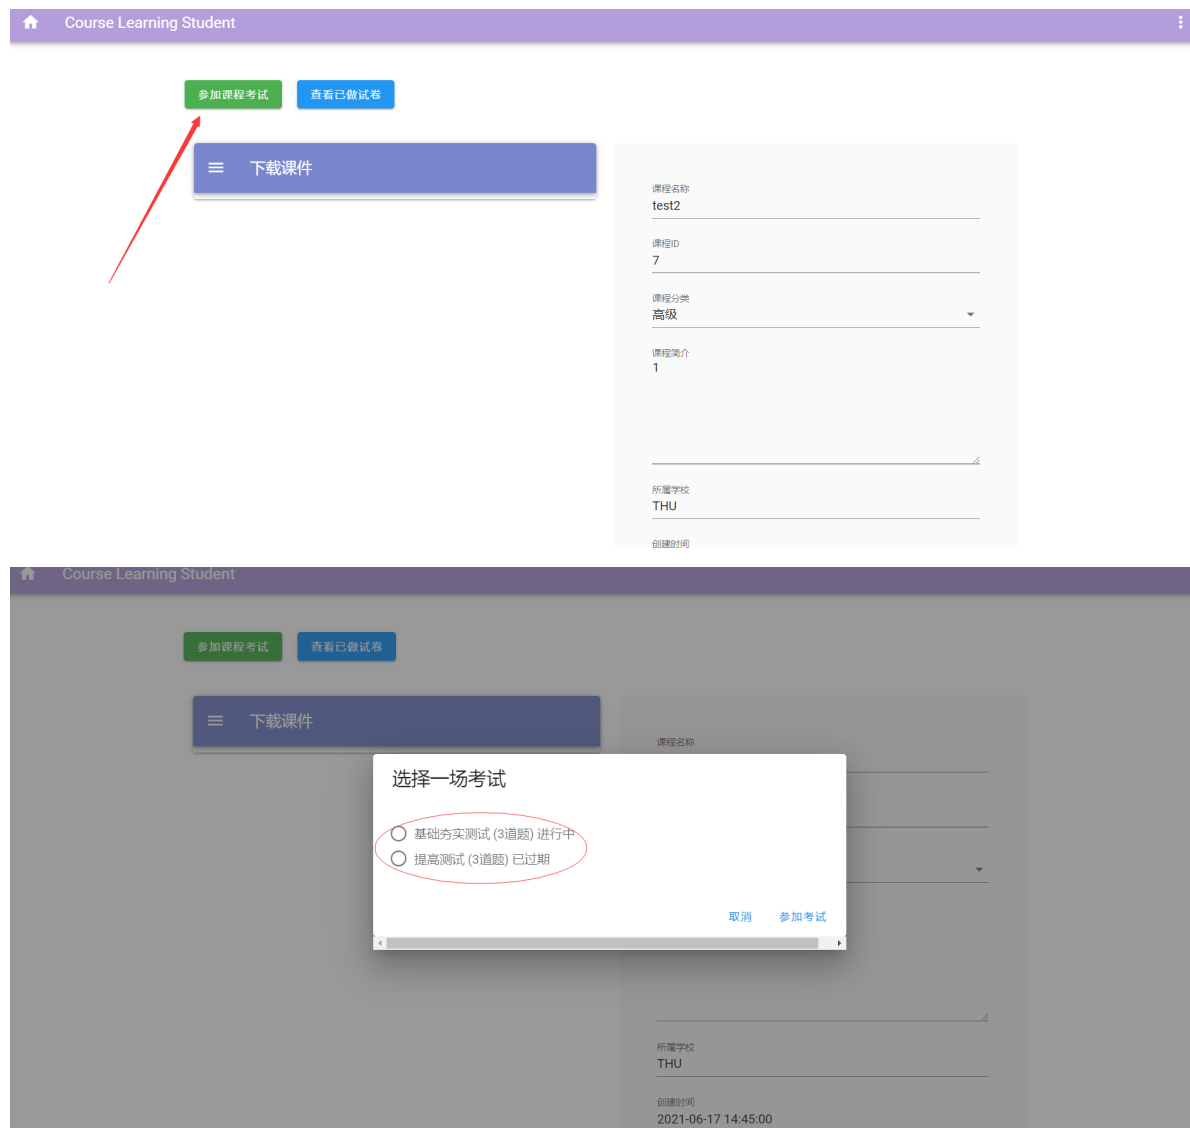 Course Learning Student
参加课程考试 查看已做试卷
下载课件
课程名称
test2
课程ID
7
课程分类
高级
课程简介
1
所属学校
THU
创建时间
Course Learning Student
参加课程考试 查看已做试卷
下载课件
课程名称
选择一场考试
基础夯实测试 (3道题) 进行中
提高测试 (3道题) 已过期
取消 参加考试
所属学校
THU
创建时间
2021-06-17 14:45:00